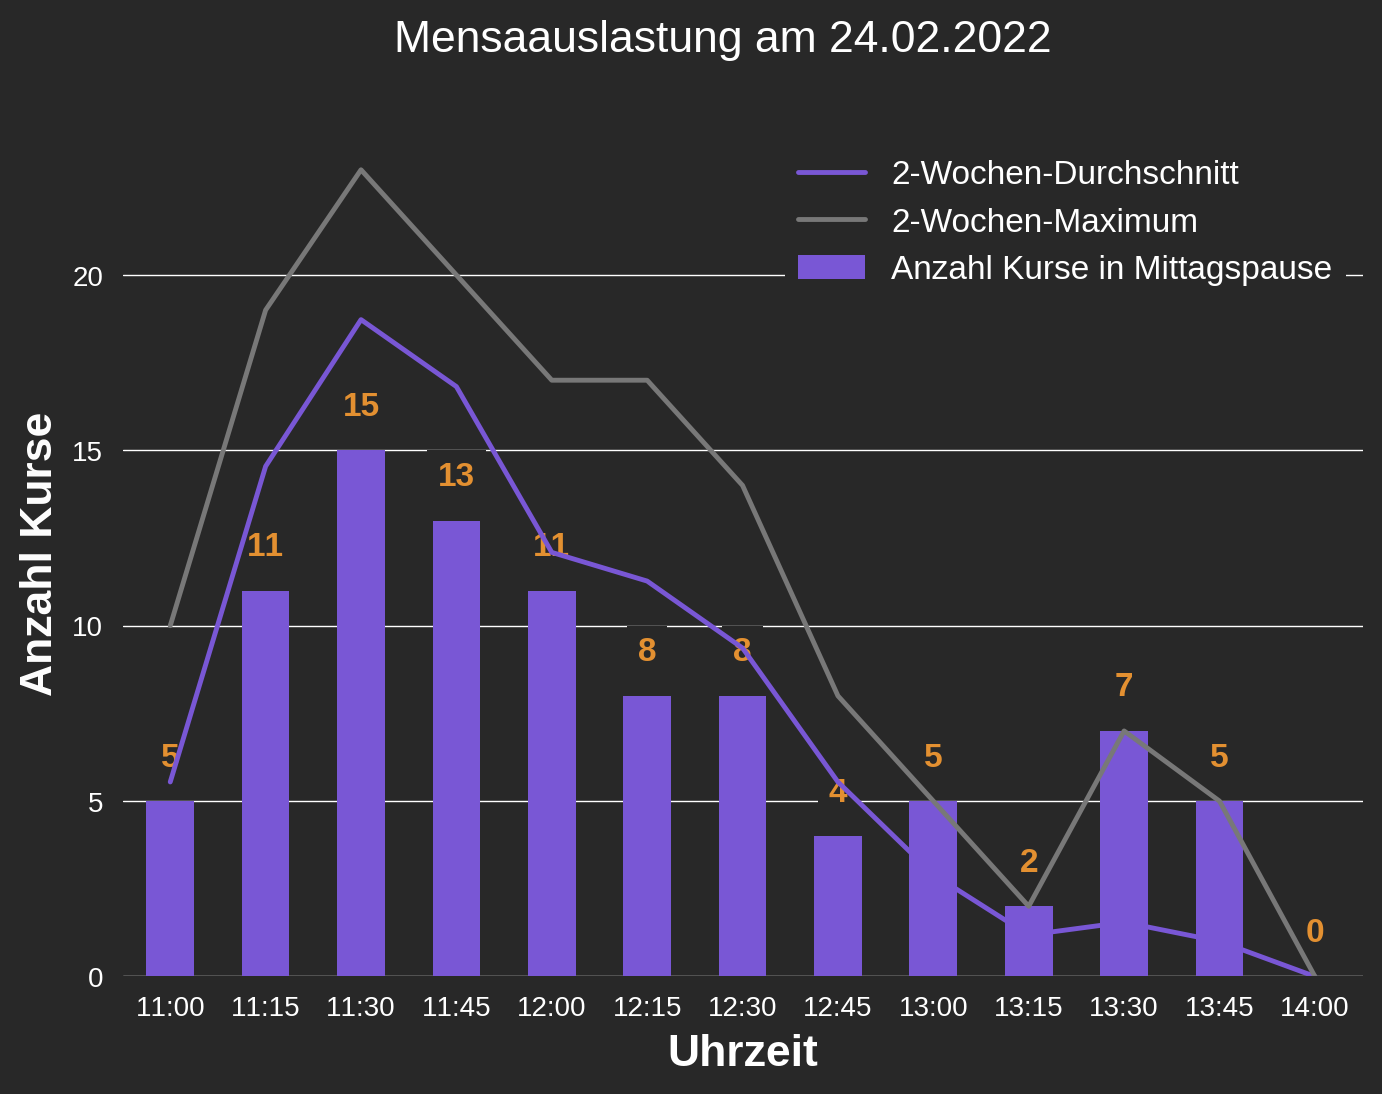 Mensaauslastung am 24.02.2022
2-Wochen-Durchschnitt
2-Wochen-Maximum
Anzahl Kurse in Mittagspause
Anzahl Kurse
20
15
10
5
0
5
11
15
13
11
8
8
4
5
2
7
5
0
11:00 11:15 11:30 11:45 12:00 12:15 12:30 12:45 13:00 13:15 13:30 13:45 14:00
Uhrzeit